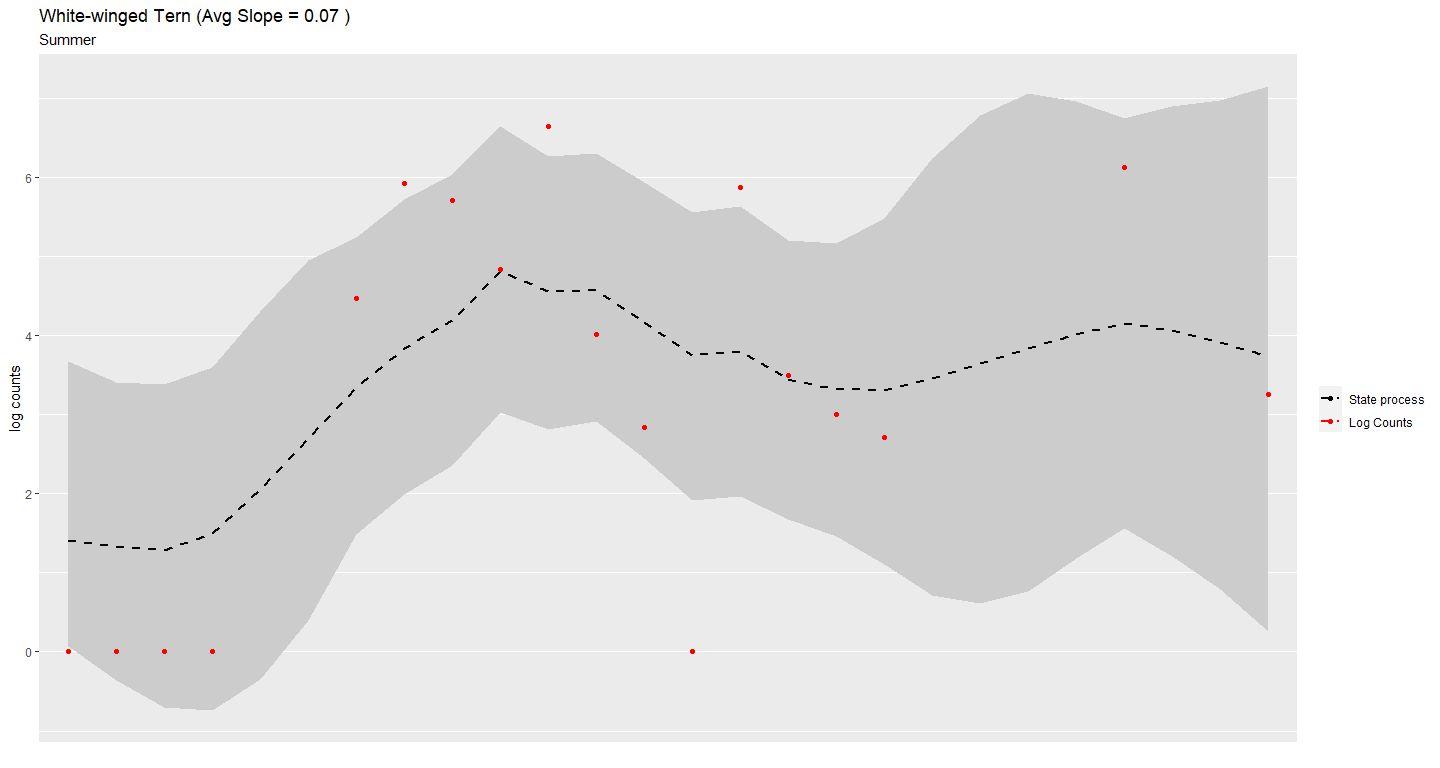 White-winged Tern (Avg Slope = 0.07 )
Summer
log counts
6
4
2
0
State process
Log Counts